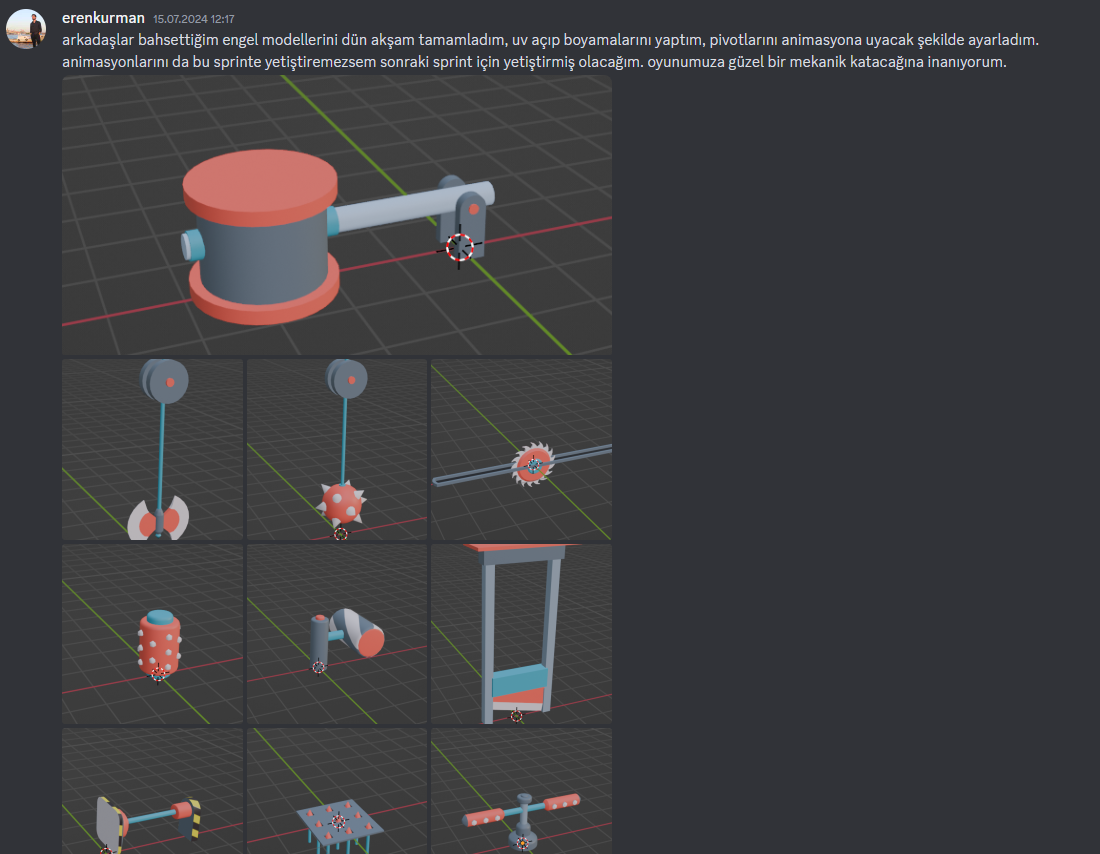 erenkurman 15.07.2024 12:17
arkadaşlar bahsettiğim engel modellerini dün akşam tamamladım, uv açıp boyamalarını yaptım, pivotlarını animasyona uyacak şekilde ayarladım.
animasyonlarını da bu sprinte yetiştiremezsem sonraki sprint için yetiştirmiş olacağım. oyunumuza güzel bir mekanik katacağına inanıyorum.